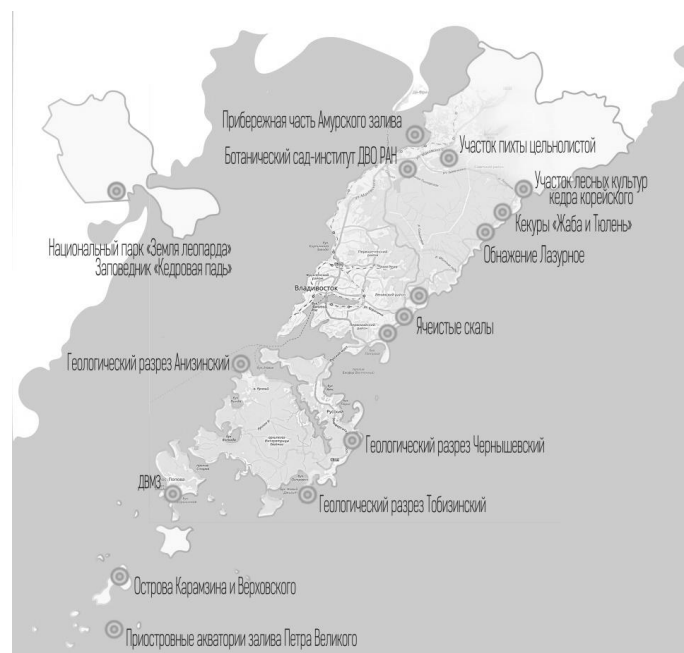 Прибережная часть Амурского залива
Участок пихты цельнолистой
Ботанический сад-институт ДВО РАН
Участок лесных культур
кедра корейского
Кекуры «Жаба и Тюлень»
Национальный парк «Земля леопарда»
Заповедник «Кедровая падь»
Обнажение Лазурное
Владивосток
Ячеистые скалы
Геологический разрез Анизинский
Русский
Геологический разрез Чернышевский
ДВМЗ
Геологический разрез Тобизинский
Острова Карамзина и Верховского
Приостровные акватории залива Петра Великого